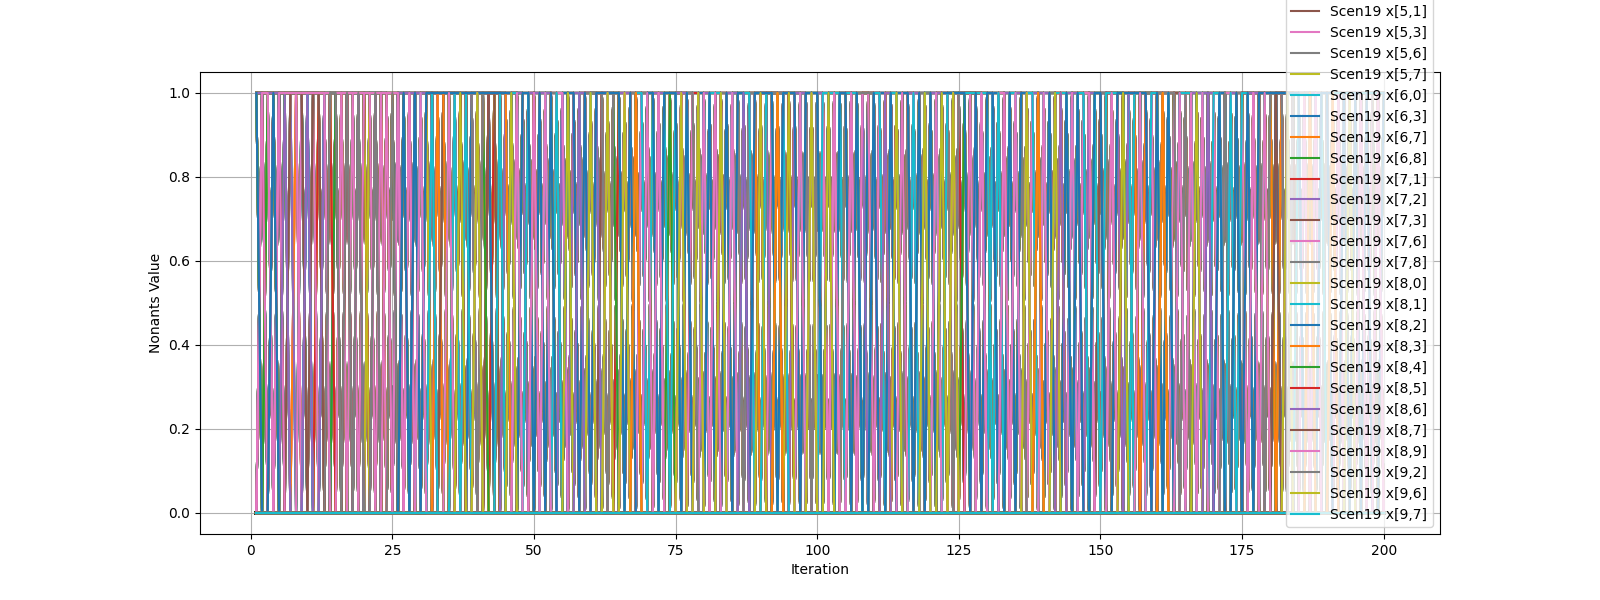 Scen19 x[5,1]
Scen19 x[5,3]
Scen19 x[5,6]
Scen19 x[5,7]
Scen19 x[6,0]
Scen19 x[6,3]
Scen19 x[6,7]
Scen19 x[6,8]
Scen19 x[7,1]
Scen19 x[7,2]
Scen19 x[7,3]
Scen19 x[7,6]
Scen19 x[7,8]
Scen19 x[8,0]
Scen19 x[8,1]
Scen19 x[8,2]
Scen19 x[8,3]
Scen19 x[8,4]
Scen19 x[8,5]
Scen19 x[8,6]
Scen19 x[8,7]
Scen19 x[8,9]
Scen19 x[9,2]
Scen19 x[9,6]
Scen19 x[9,7]
Nonants Value
1.0
0.8
0.6
0.4
0.2
0.0
0 25 50 75 100 125 150 175 200
Iteration